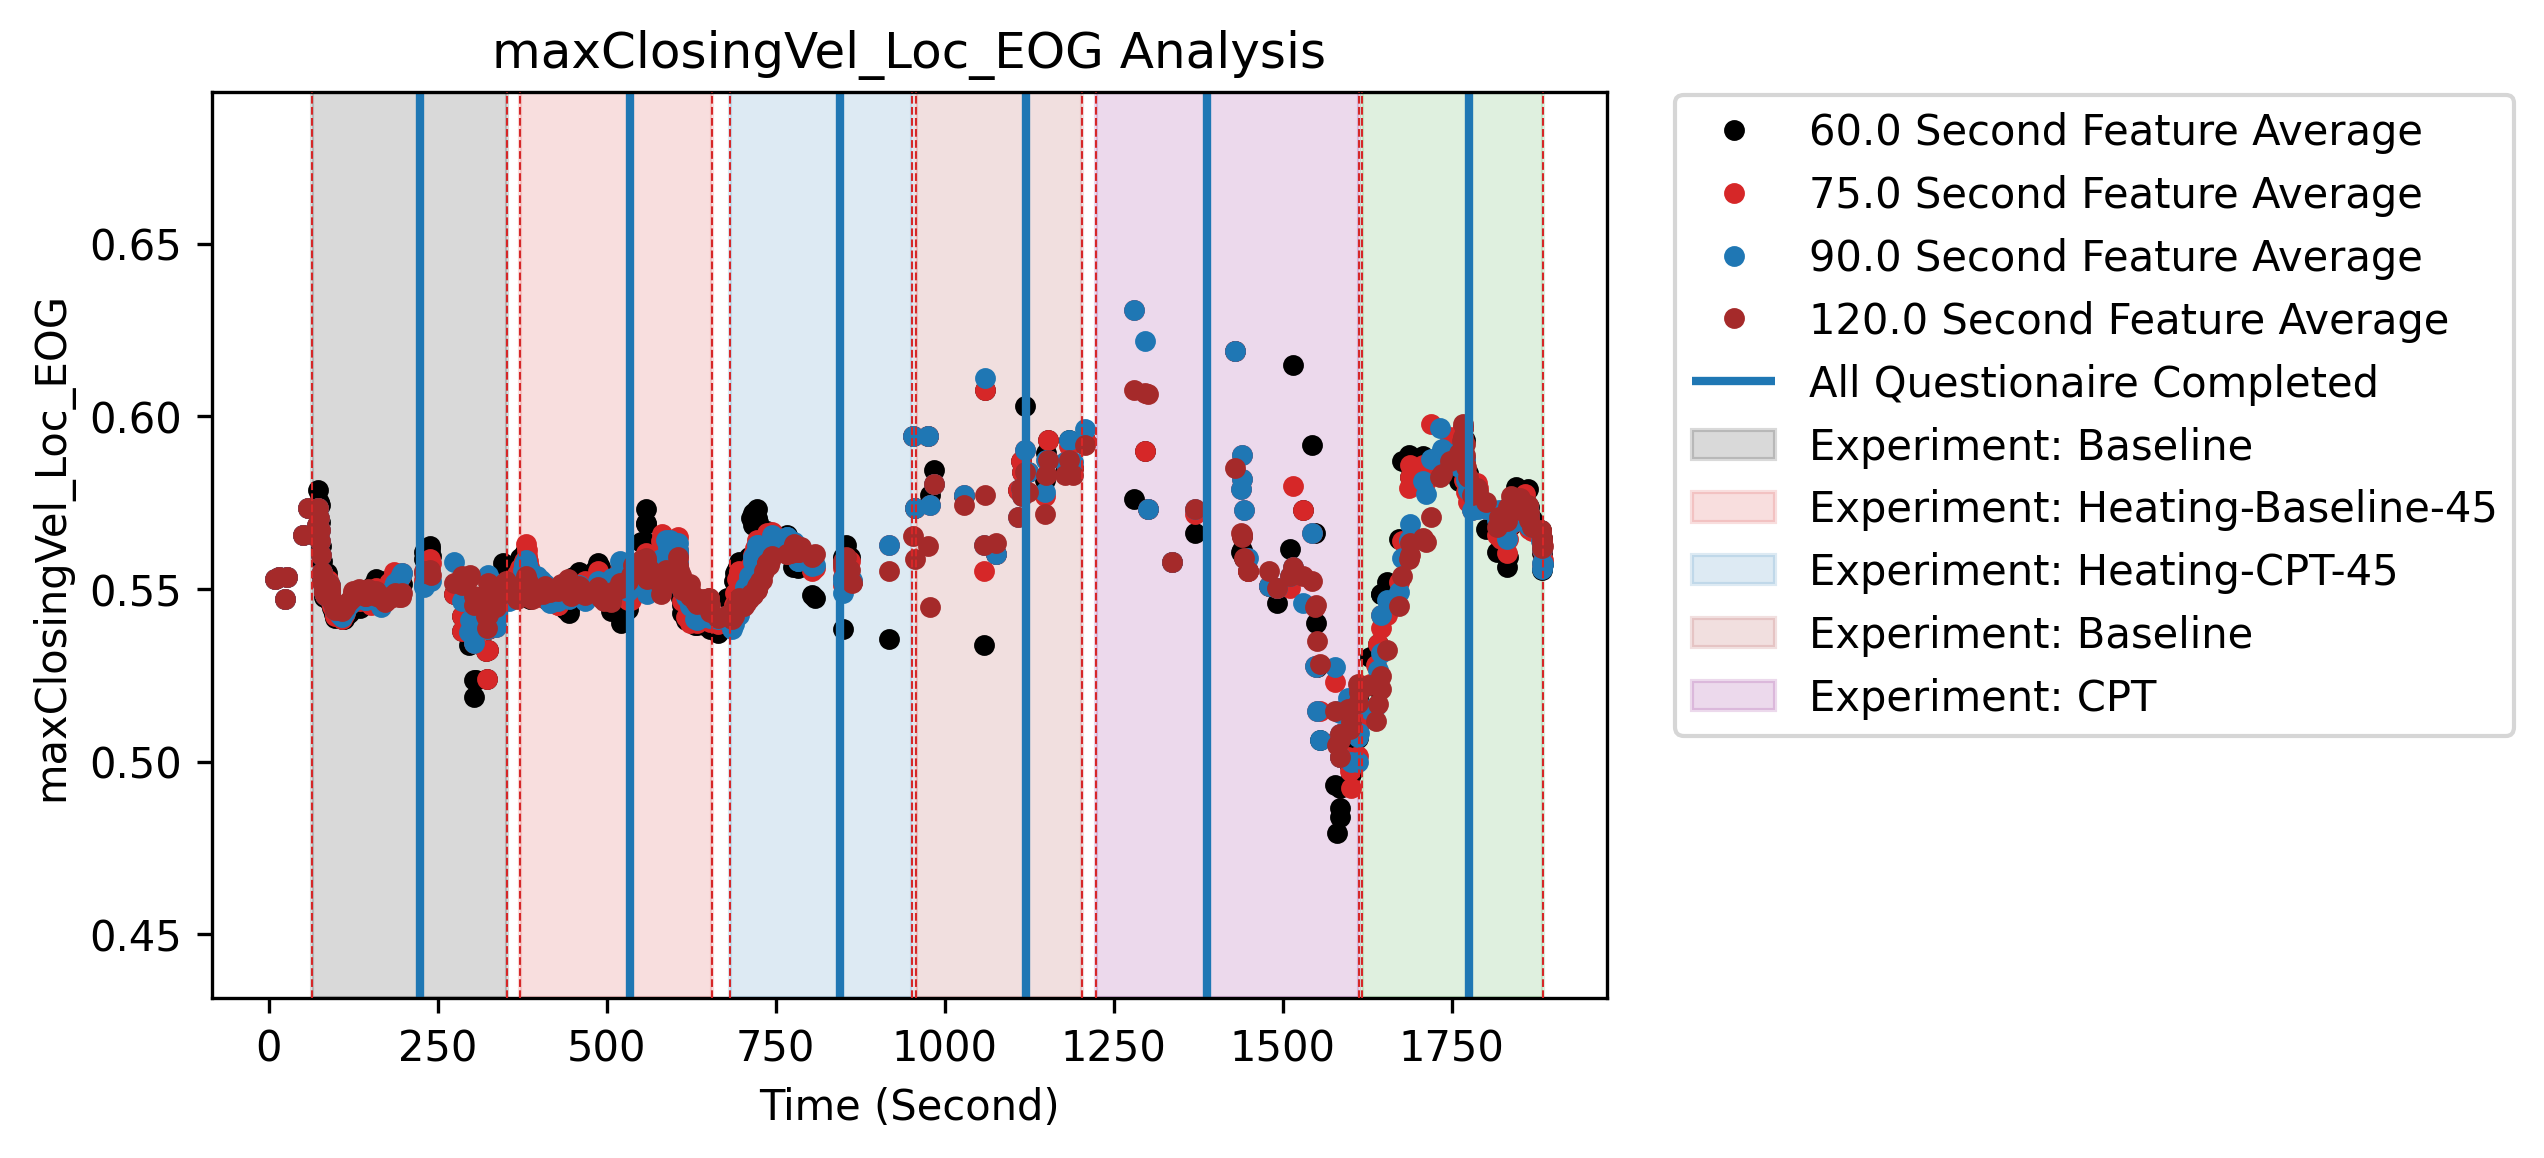 maxClosingVel_Loc_EOG Analysis
maxClosingVel_Loc_EOG
0.65
0.60
0.55
0.50
0.45
0 250 500 750 1000 1250 1500 1750
Time (Second)
60.0 Second Feature Average
75.0 Second Feature Average
90.0 Second Feature Average
120.0 Second Feature Average
All Questionaire Completed
Experiment: Baseline
Experiment: Heating-Baseline-45
Experiment: Heating-CPT-45
Experiment: Baseline
Experiment: CPT